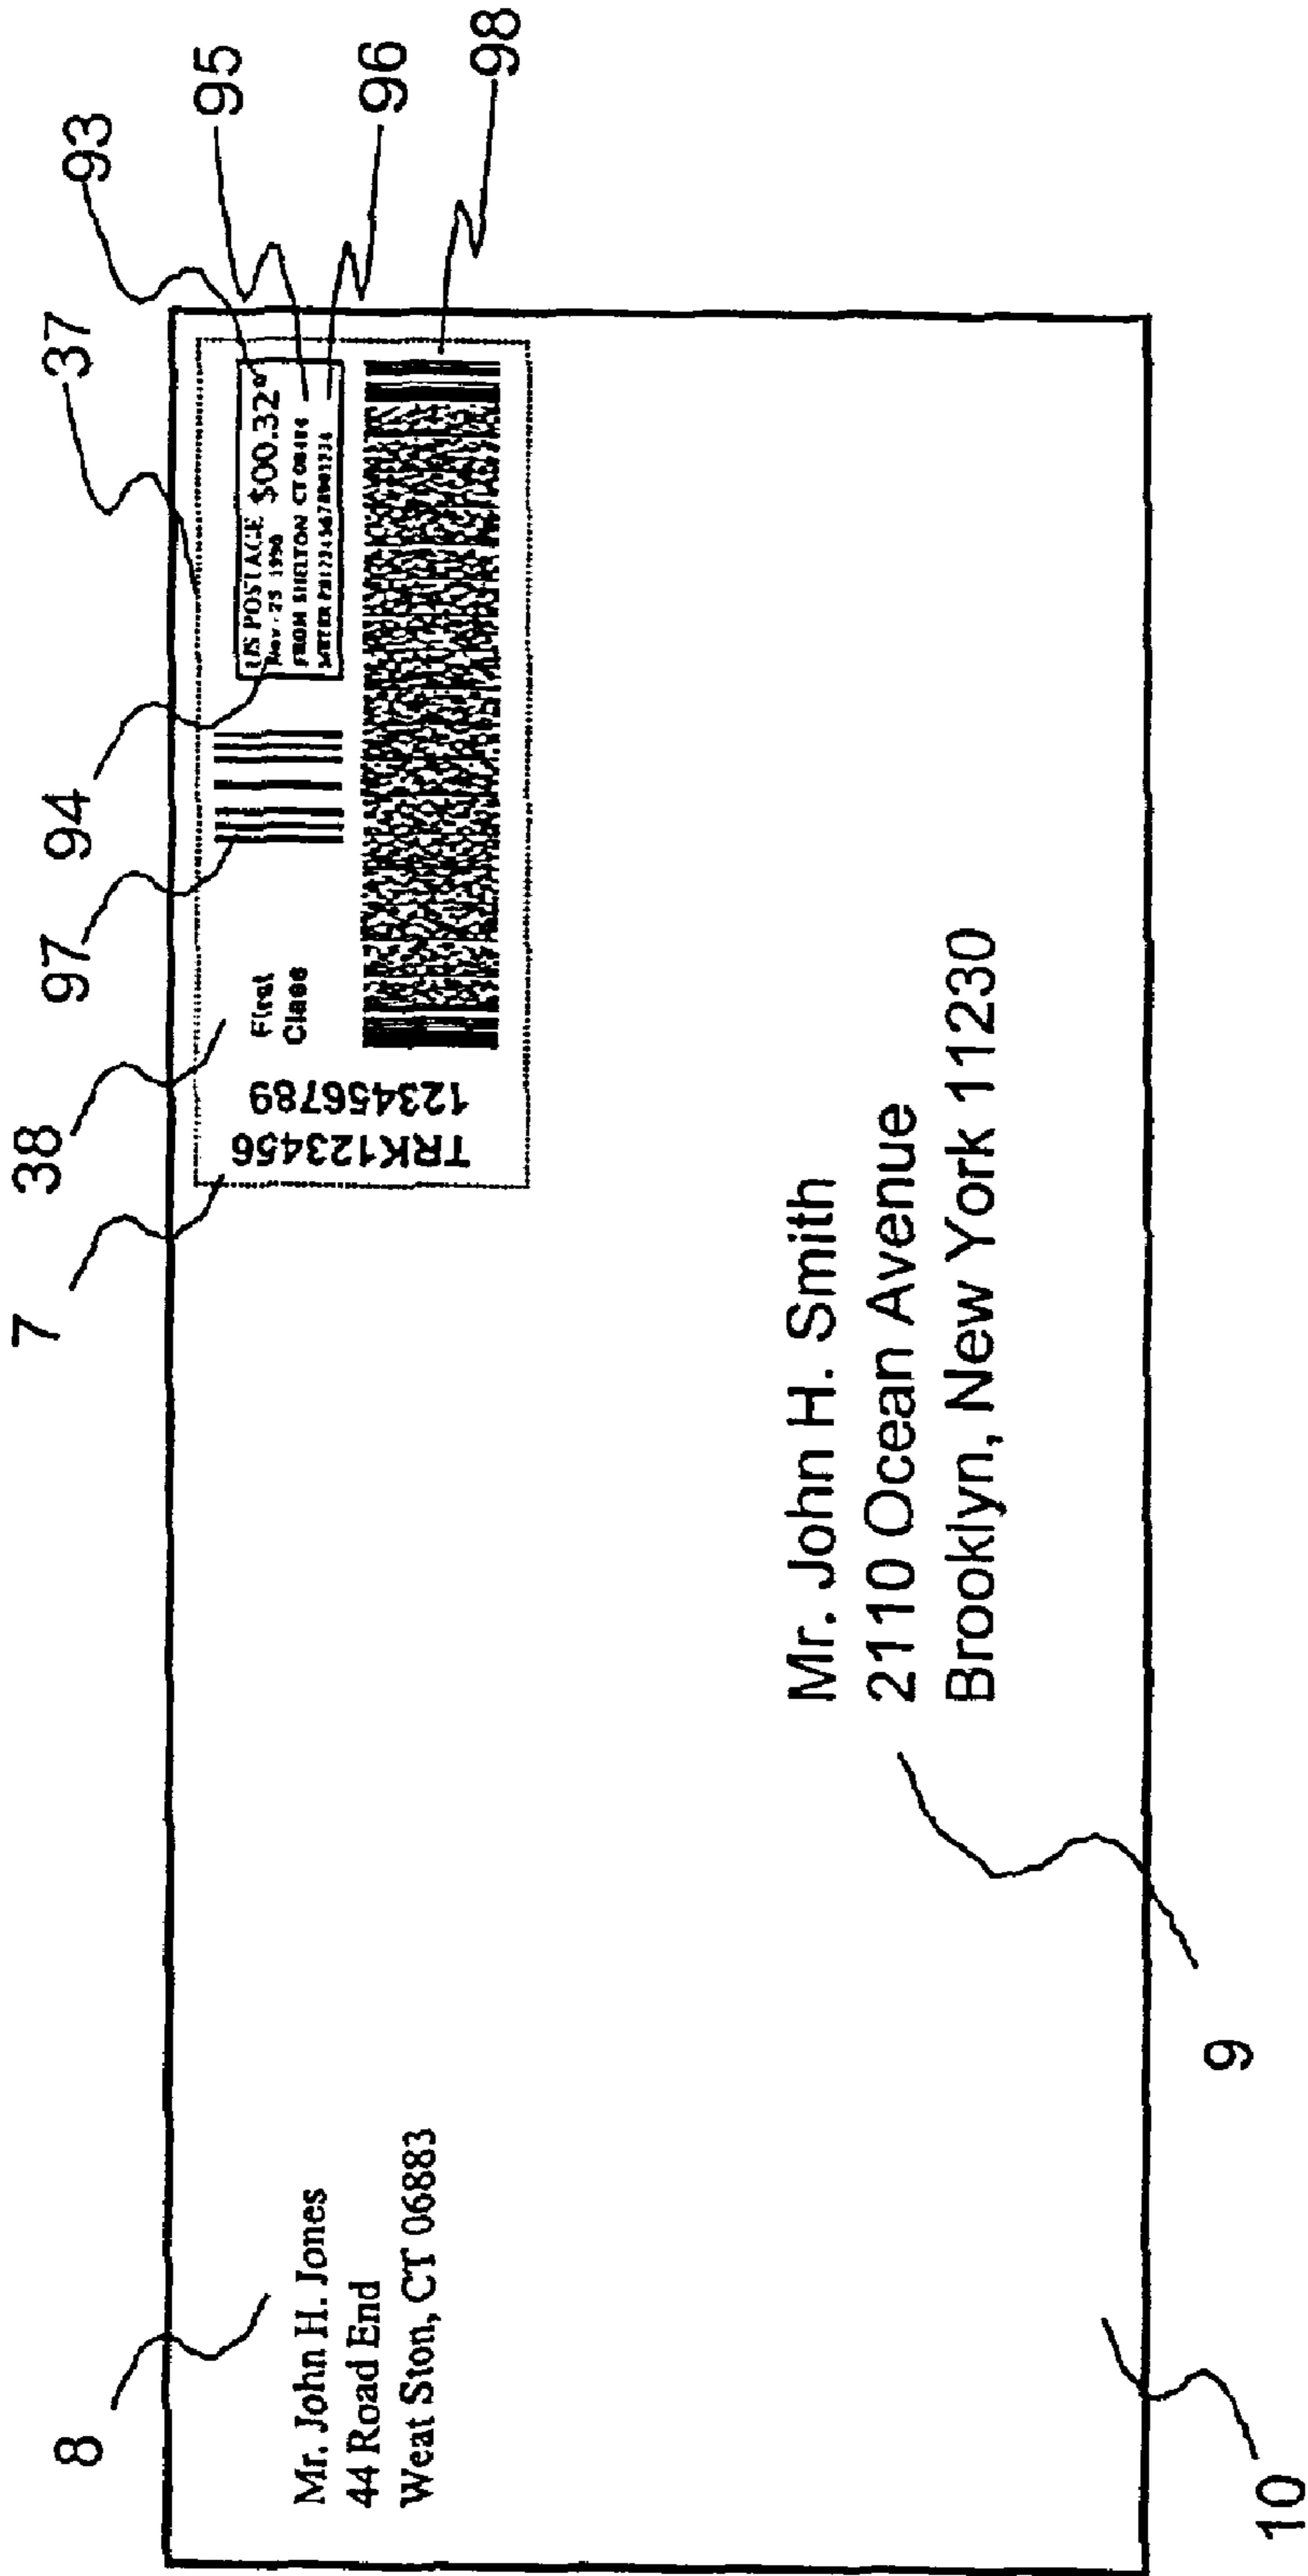 93
37
95
94
97
96
38
98
7
US POSTAGE $00.32
1990
FROM SHELTON CT
METER
First
Class
TRK123456
123456789
8
Mr. John H. Jones
44 Road End
Weat Ston, CT 06883
Mr. John H. Smith
2110 Ocean Avenue
Brooklyn, New York 11230
9
10